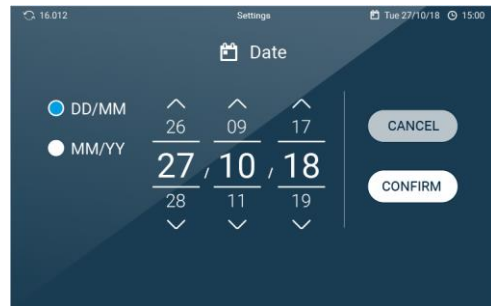 16.012 Settings Tue 27/10/18 15:00
Date
DD/MM
MM/YY
26 09 17
27 , 10 , 18
28 11 19
CANCEL
CONFIRM